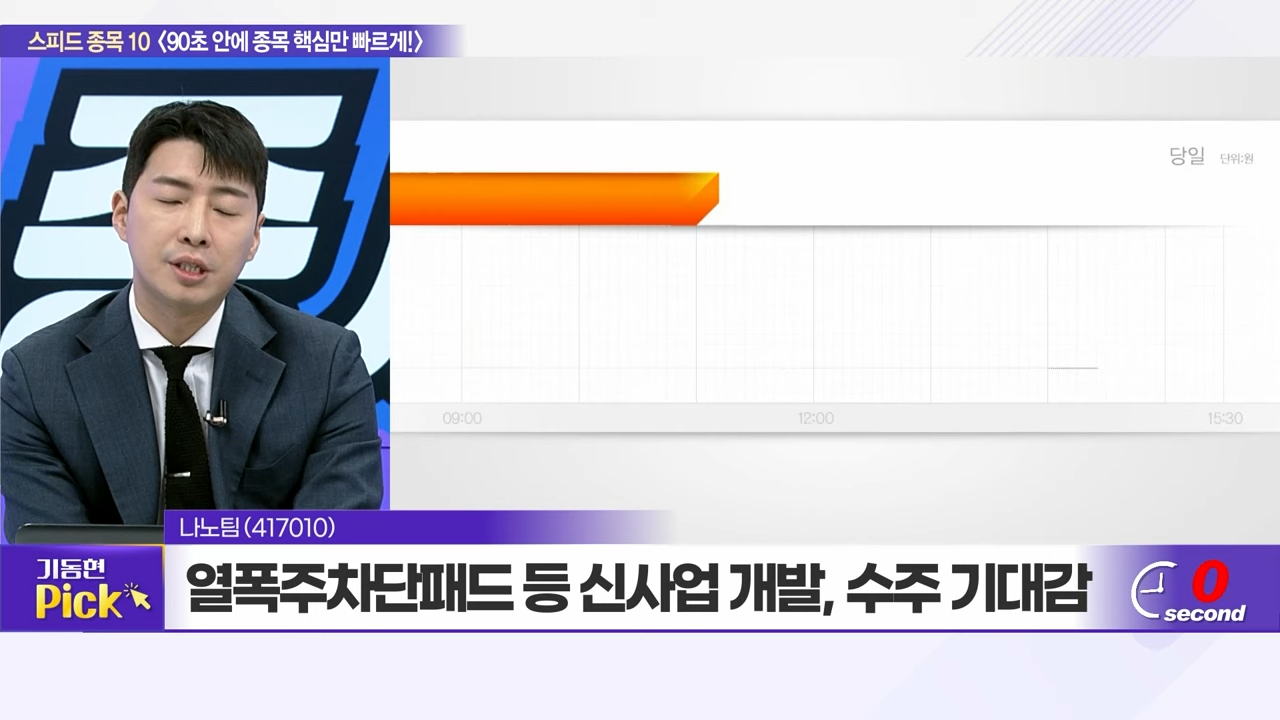 스피드 종목 10 〈90초 안에 종목 핵심만 빠르게!〉
당일 단위:원
09:00 12:00 15:30
나노팀(417010)
기동현
Pick
열폭주차단패드 등 신사업 개발, 수주 기대감
0
second